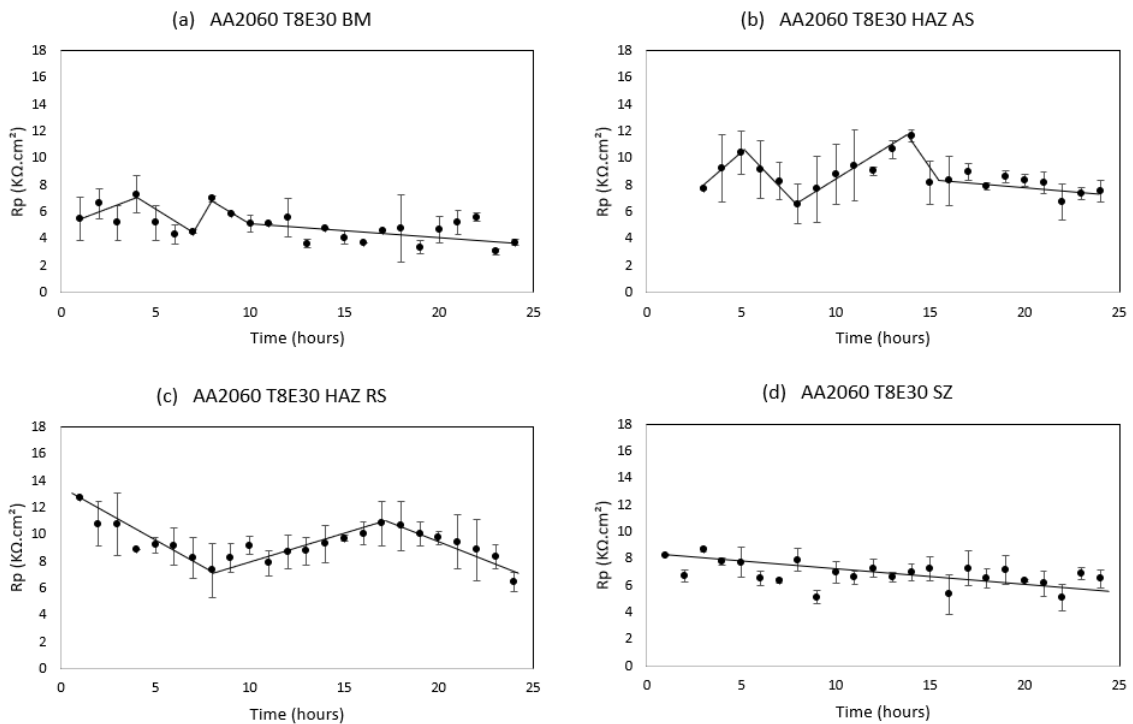 (a) AA2060 T8E30 BM
18
16
14
12
10
8
6
4
2
0
Rp (KΩ.cm²)
0 5 10 15 20 25
Time (hours)
(b) AA2060 T8E30 HAZ AS
18
16
14
12
10
8
6
4
2
0
Rp (KΩ.cm²)
0 5 10 15 20 25
Time (hours)
(c) AA2060 T8E30 HAZ RS
18
16
14
12
10
8
6
4
2
0
Rp (KΩ.cm²)
0 5 10 15 20 25
Time (hours)
(d) AA2060 T8E30 SZ
18
16
14
12
10
8
6
4
2
0
Rp (KΩ.cm²)
0 5 10 15 20 25
Time (hours)